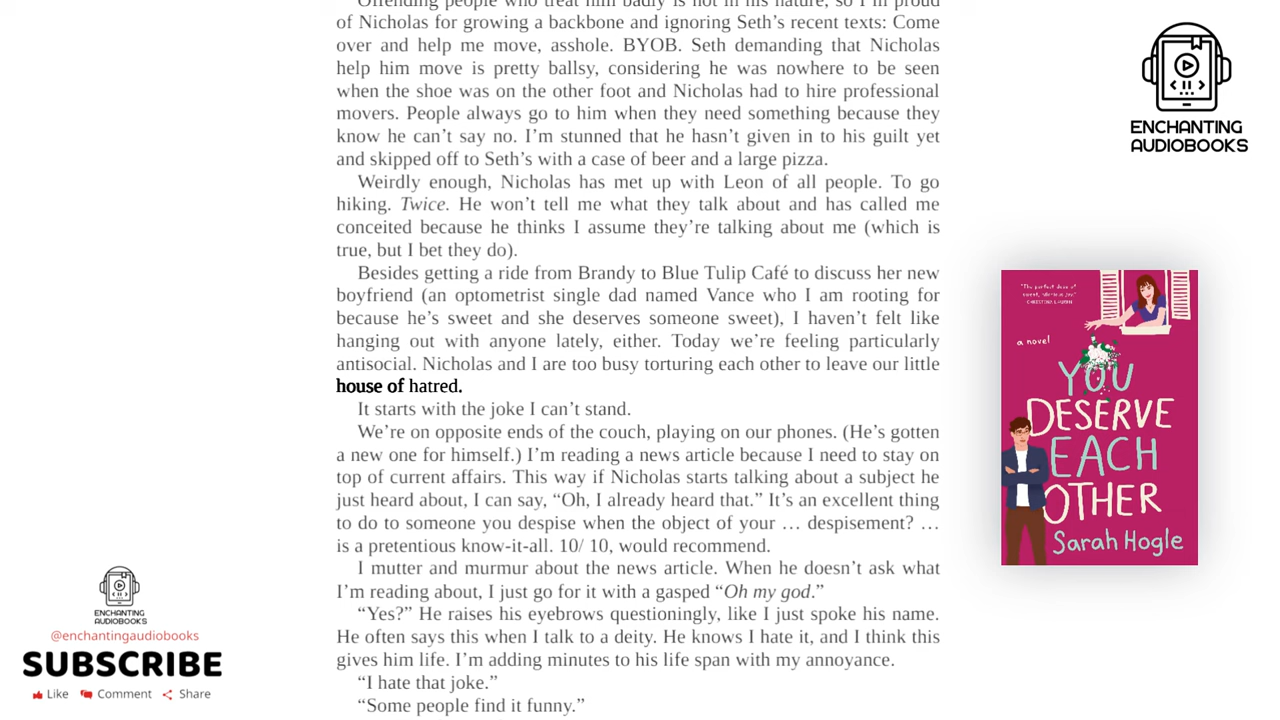 Offending people who treat him badly is not in his nature, so I'm proud
of Nicholas for growing a backbone and ignoring Seth's recent texts: Come
over and help me move, asshole. BYOB. Seth demanding that Nicholas
help him move is pretty ballsy, considering he was nowhere to be seen
when the shoe was on the other foot and Nicholas had to hire professional
movers. People always go to him when they need something because they
know he can't say no. I'm stunned that he hasn't given in to his guilt yet
and skipped off to Seth's with a case of beer and a large pizza.
Weirdly enough, Nicholas has met up with Leon of all people. To go
hiking. Twice. He won't tell me what they talk about and has called me
conceited because he thinks I assume they're talking about me (which is
true, but I bet they do).
Besides getting a ride from Brandy to Blue Tulip Café to discuss her new
boyfriend (an optometrist single dad named Vance who I am rooting for
because he's sweet and she deserves someone sweet), I haven't felt like
hanging out with anyone lately, either. Today we're feeling particularly
antisocial. Nicholas and I are too busy torturing each other to leave our little
house of hatred.
It starts with the joke I can't stand.
We're on opposite ends of the couch, playing on our phones. (He's gotten
a new one for himself.) I'm reading a news article because I need to stay on
top of current affairs. This way if Nicholas starts talking about a subject he
just heard about, I can say, “Oh, I already heard that.” It's an excellent thing
to do to someone you despise when the object of your … despisement? …
is a pretentious know-it-all. 10/ 10, would recommend.
I mutter and murmur about the news article. When he doesn't ask what
I'm reading about, I just go for it with a gasped “Oh my god.”
“Yes?” He raises his eyebrows questioningly, like I just spoke his name.
He often says this when I talk to a deity. He knows I hate it, and I think this
gives him life. I'm adding minutes to his life span with my annoyance.
“I hate that joke.”
“Some people find it funny.”
ENCHANTING
AUDIOBOOKS
"The perfect dose of
CHRISTINA LAUREN
a novel
YOU
DESERVE
EACH
OTHER
Sarah Hogle
ENCHANTING
AUDIOBOOKS
@enchantingaudiobooks
SUBSCRIBE
Like Comment Share